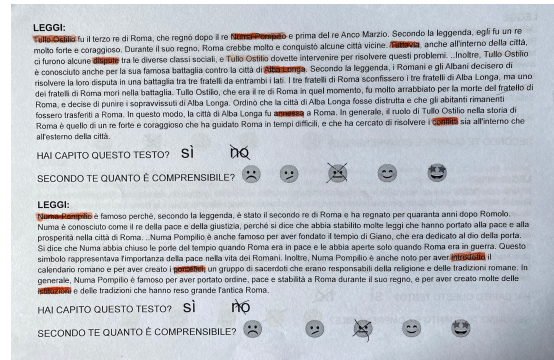 LEGGI:
Tullo Ostilio fu il terzo re di Roma, che regnò dopo il re Numa Pompilio e prima del re Anco Marzio. Secondo la leggenda, egli fu un re
molto forte e coraggioso. Durante il suo regno, Roma crebbe molto e conquistò alcune città vicine. Tuttavia, anche all'interno della città,
ci furono alcune dispute tra le diverse classi sociali, e Tullo Ostilio dovette intervenire per risolvere questi problemi. ..Inoltre, Tullo Ostilio
è conosciuto anche per la sua famosa battaglia contro la città di Alba Longa. Secondo la leggenda, i Romani e gli Albani decisero di
risolvere la loro disputa in una battaglia tra tre fratelli da entrambi i lati. I tre fratelli di Roma sconfissero i tre fratelli di Alba Longa, ma uno
dei fratelli di Roma morì nella battaglia. Tullo Ostilio, che era il re di Roma in quel momento, fu molto arrabbiato per la morte del fratello di
Roma, e decise di punire i sopravvissuti di Alba Longa. Ordinò che la città di Alba Longa fosse distrutta e che gli abitanti rimanenti
fossero trasferiti a Roma. In questo modo, la città di Alba Longa fu annessa a Roma. In generale, il ruolo di Tullo Ostilio nella storia di
Roma è quello di un re forte e coraggioso che ha guidato Roma in tempi difficili, e che ha cercato di risolvere i conflitti sia all'interno che
all'esterno della città.
HAI CAPITO QUESTO TESTO? sì no
SECONDO TE QUANTO È COMPRENSIBILE?
LEGGI:
Numa Pompilio è famoso perché, secondo la leggenda, è stato il secondo re di Roma e ha regnato per quaranta anni dopo Romolo.
Numa è conosciuto come il re della pace e della giustizia, perché si dice che abbia stabilito molte leggi che hanno portato alla pace e alla
prosperità nella città di Roma. ..Numa Pompilio è anche famoso per aver fondato il tempio di Giano, che era dedicato al dio della porta.
Si dice che Numa abbia chiuso le porte del tempio quando Roma era in pace e le abbia aperte solo quando Roma era in guerra. Questo
simbolo rappresentava l'importanza della pace nella vita dei Romani. Inoltre, Numa Pompilio è anche noto per aver introdotto il
calendario romano e per aver creato i pontefici, un gruppo di sacerdoti che erano responsabili della religione e delle tradizioni romane. In
generale, Numa Pompilio è famoso per aver portato ordine, pace e stabilità a Roma durante il suo regno, e per aver creato molte delle
istituzioni e delle tradizioni che hanno reso grande l'antica Roma.
HAI CAPITO QUESTO TESTO? sì no
SECONDO TE QUANTO È COMPRENSIBILE?